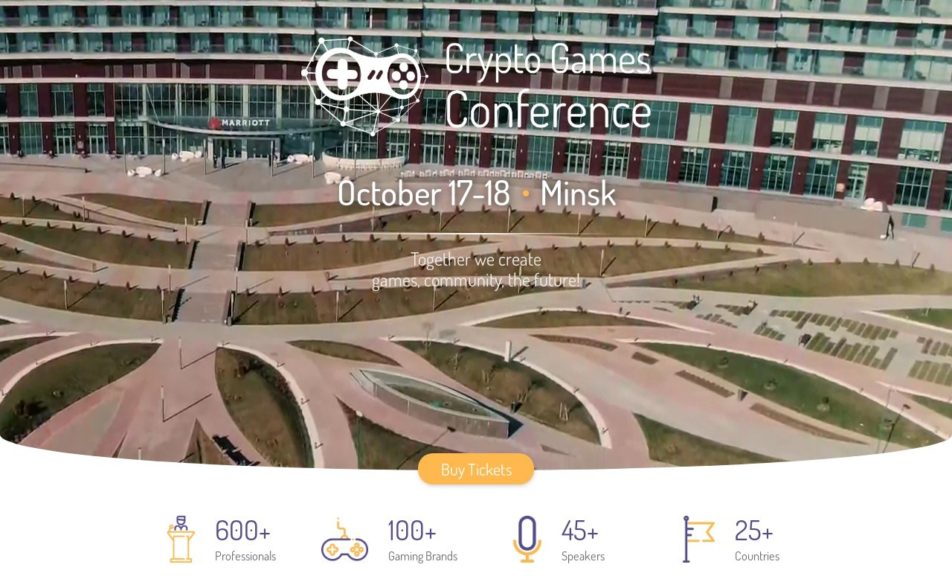 Crypto Games
Conference
MARRIOTT
October 17-18 • Minsk
Together we create
games, community, the future!
Buy Tickets
600+
Professionals
100+
Gaming Brands
45+
Speakers
25+
Countries